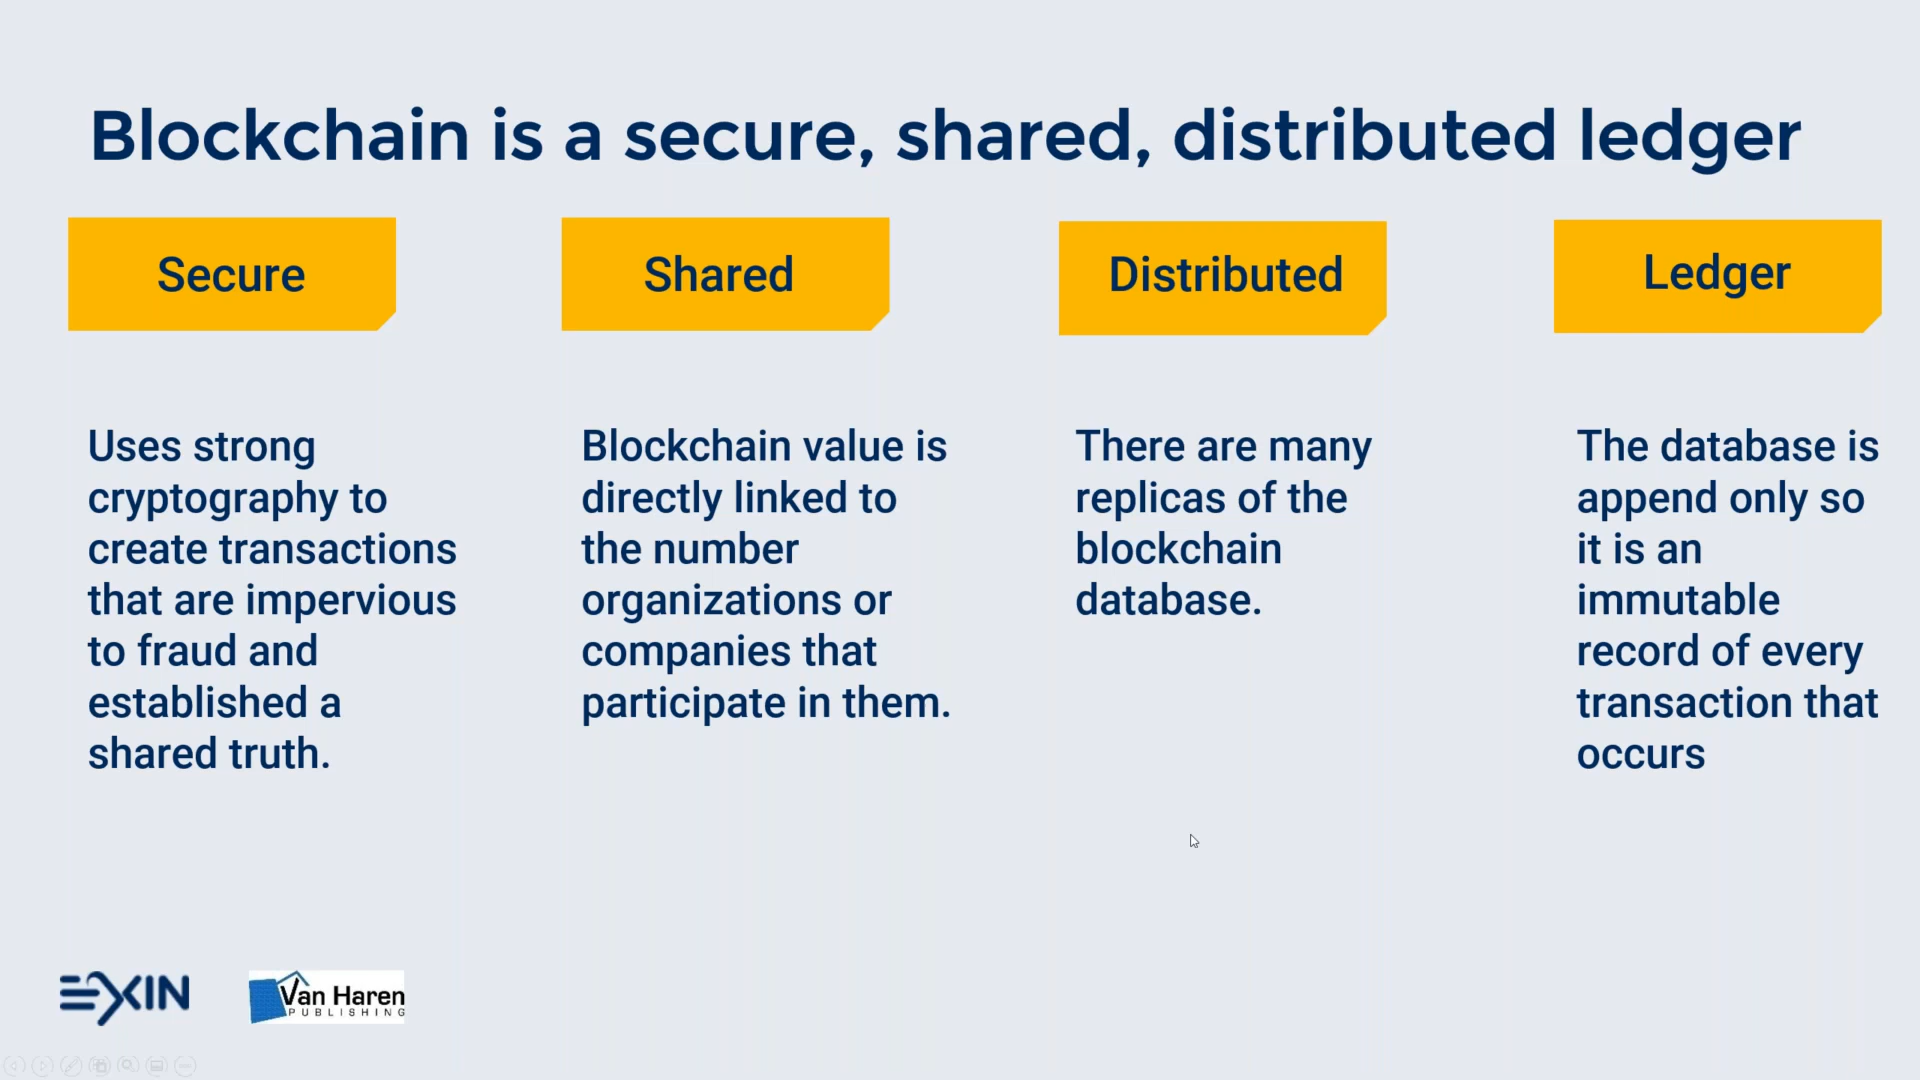 Blockchain is a secure, shared, distributed ledger
Secure
Uses strong
cryptography to
create transactions
that are impervious
to fraud and
established a
shared truth.
Shared
Blockchain value is
directly linked to
the number
organizations or
companies that
participate in them.
Distributed
There are many
replicas of the
blockchain
database.
Ledger
The database is
append only so
it is an
immutable
record of every
transaction that
occurs
EXIN
Van Haren
PUBLISHING